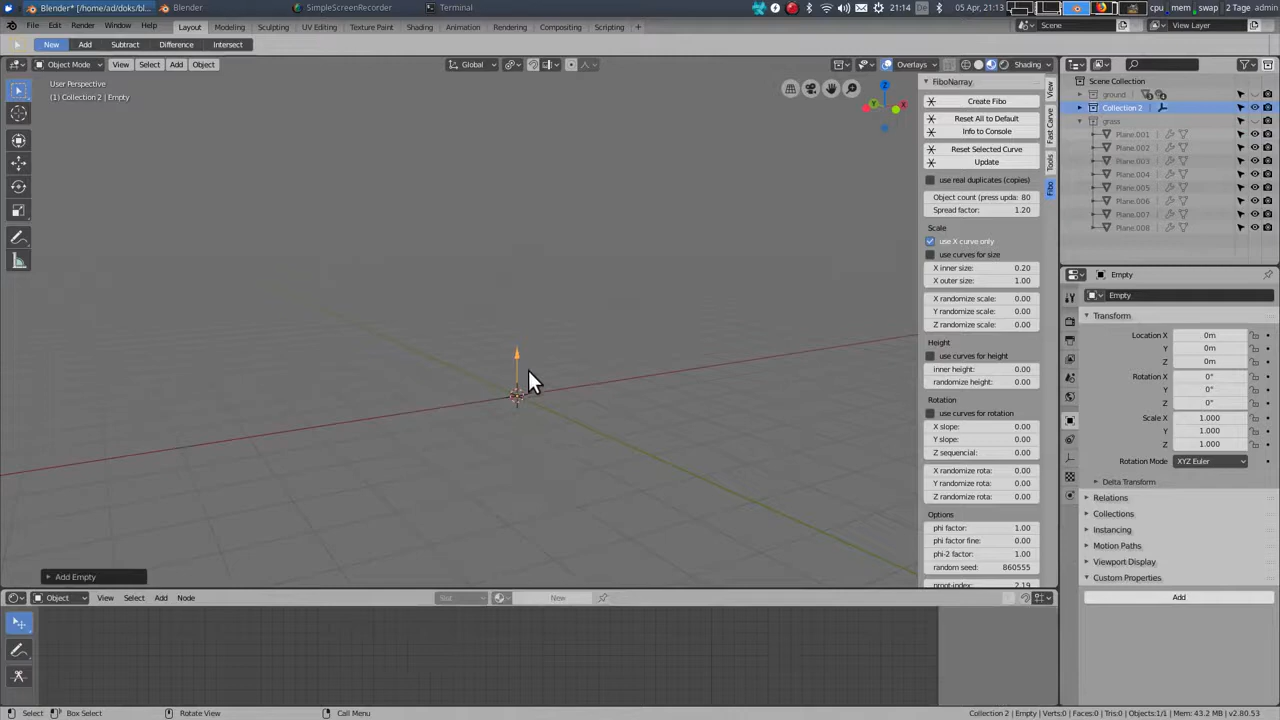 Blender* [/home/ad/doks/bl...
Blender
SimpleScreenRecorder
Terminal
21:14
De
05 Apr, 21:13
cpu
mem
swap
2 Tage
admin
File Edit Render Window Help
Layout Modeling Sculpting UV Editing Texture Paint Shading Animation Rendering Compositing Scripting
Scene
View Layer
New Add Subtract Difference Intersect
Object Mode View Select Add Object
Global
Overlays
Shading
User Perspective
(1) Collection 2 | Empty
FiboNarray
Create Fibo
Reset All to Default
Info to Console
Reset Selected Curve
Update
use real duplicates (copies)
Object count (press upda: 80
Spread factor: 1.20
Scale
use X curve only
use curves for size
X inner size: 0.20
X outer size: 1.00
X randomize scale: 0.00
Y randomize scale: 0.00
Z randomize scale: 0.00
Height
use curves for height
inner height: 0.00
randomize height: 0.00
Rotation
use curves for rotation
X slope: 0.00
Y slope: 0.00
Z sequencial: 0.00
X randomize rota: 0.00
Y randomize rota: 0.00
Z randomize rota: 0.00
Options
phi factor: 1.00
phi factor fine: 0.00
phi-2 factor: 1.00
random seed: 860555
View
Fast Carve
Tools
Fibo
Scene Collection
ground
Collection 2
grass
Plane.001
Plane.002
Plane.003
Plane.004
Plane.005
Plane.006
Plane.007
Plane.008
Empty
Empty
Transform
Location X 0m
Y 0m
Z 0m
Rotation X 0°
Y 0°
Z 0°
Scale X 1.000
Y 1.000
Z 1.000
Rotation Mode XYZ Euler
Delta Transform
Relations
Collections
Instancing
Motion Paths
Viewport Display
Custom Properties
Add
Add Empty
Object View Select Add Node
Slot
New
Select
Box Select
Rotate View
Call Menu
Collection 2 | Empty | Verts:0 | Faces:0 | Tris:0 | Objects:1/1 | Mem: 43.2 MB | v2.80.53